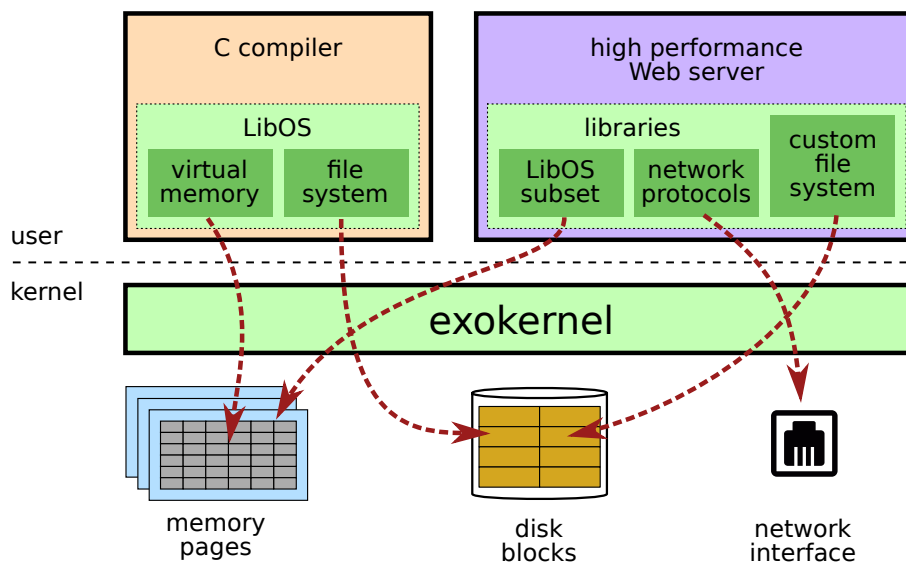 C compiler
high performance
Web server
LibOS
virtual
memory
file
system
libraries
LibOS
subset
network
protocols
custom
file
system
user
kernel
exokernel
memory
pages
disk
blocks
network
interface